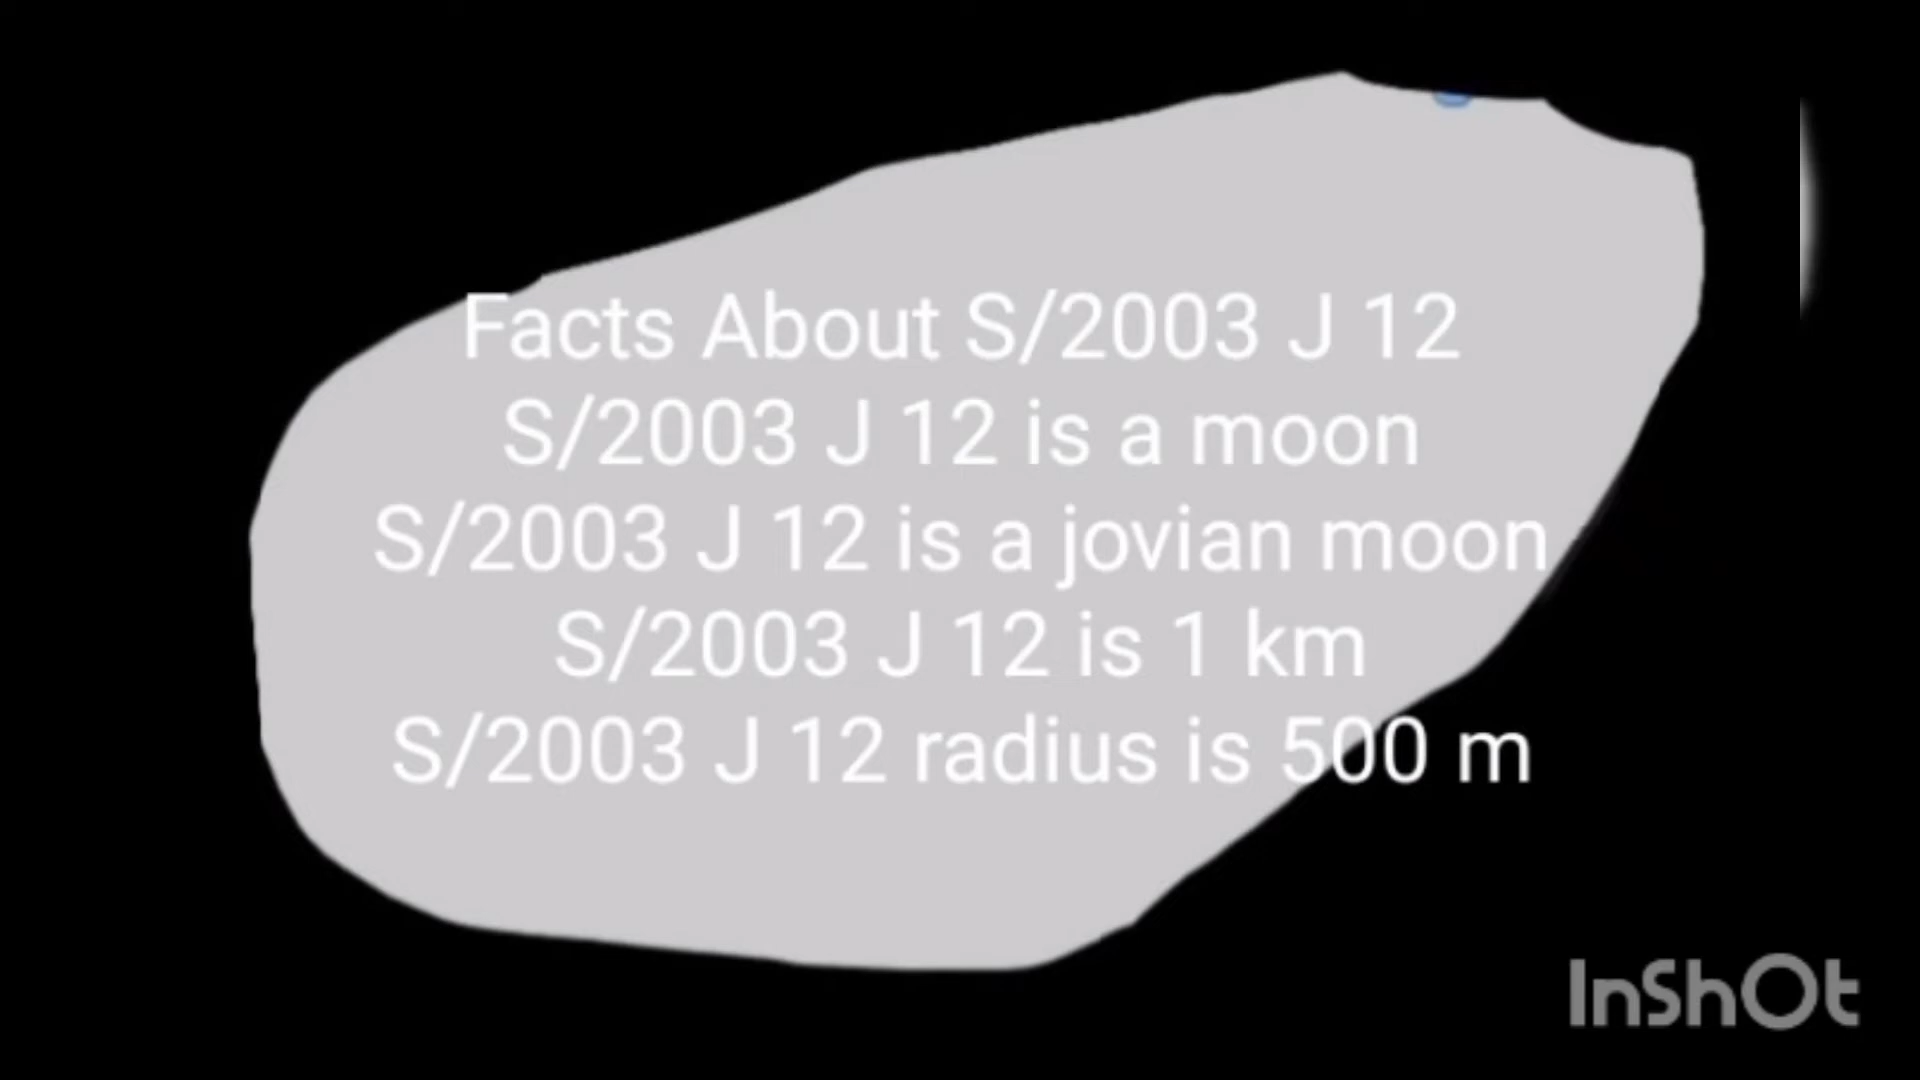 Facts About S/2003 J 12
S/2003 J 12 is a moon
S/2003 J 12 is a jovian moon
S/2003 J 12 is 1 km
S/2003 J 12 radius is 500 m
InShOt